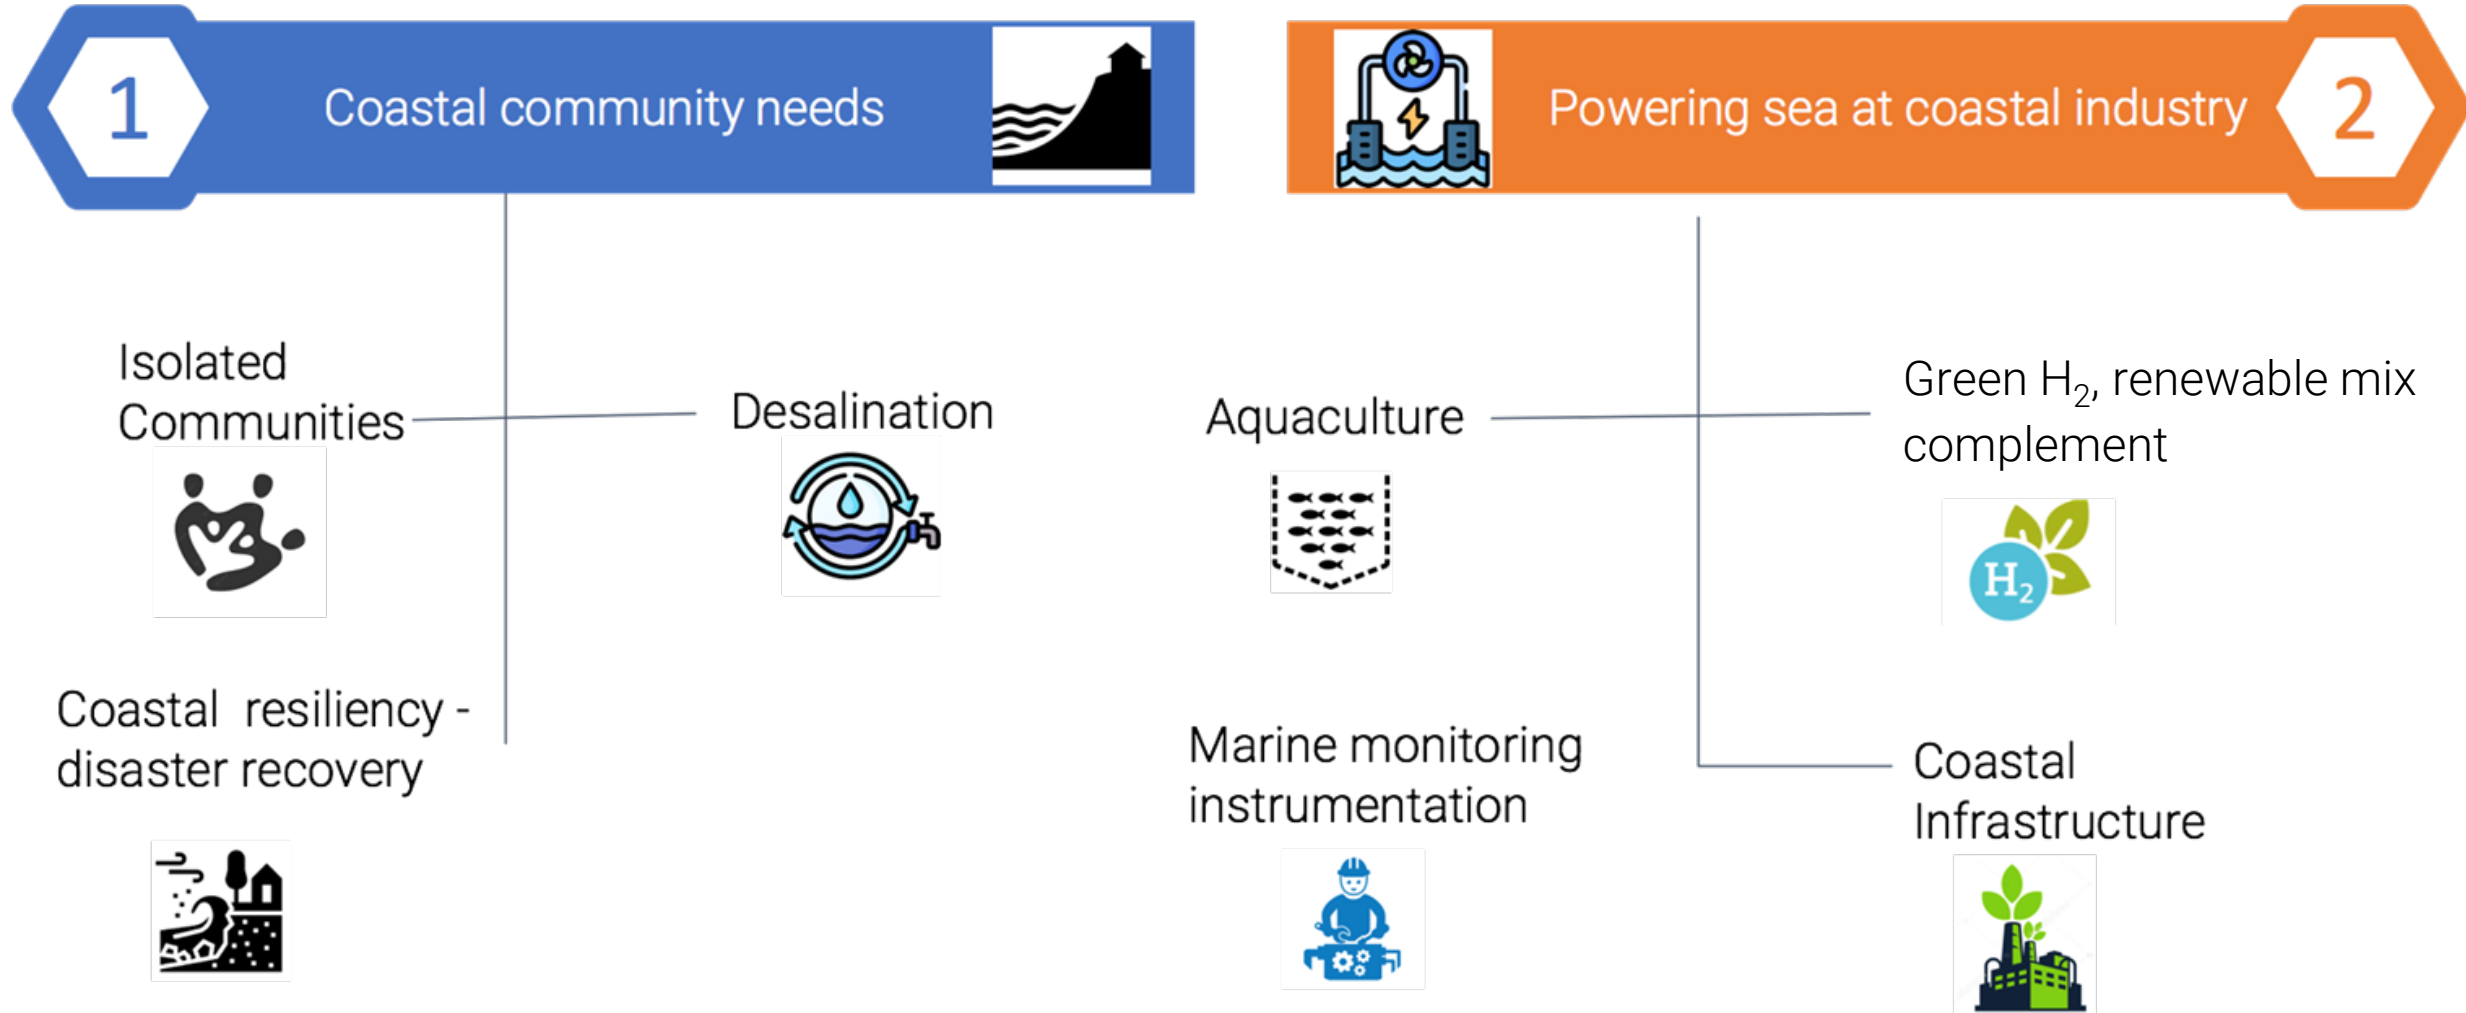 1
Coastal community needs
Powering sea at coastal industry
2
Isolated
Communities
Desalination
Coastal resiliency -
disaster recovery
Aquaculture
Green H₂, renewable mix
complement
H₂
Marine monitoring
instrumentation
Coastal
Infrastructure